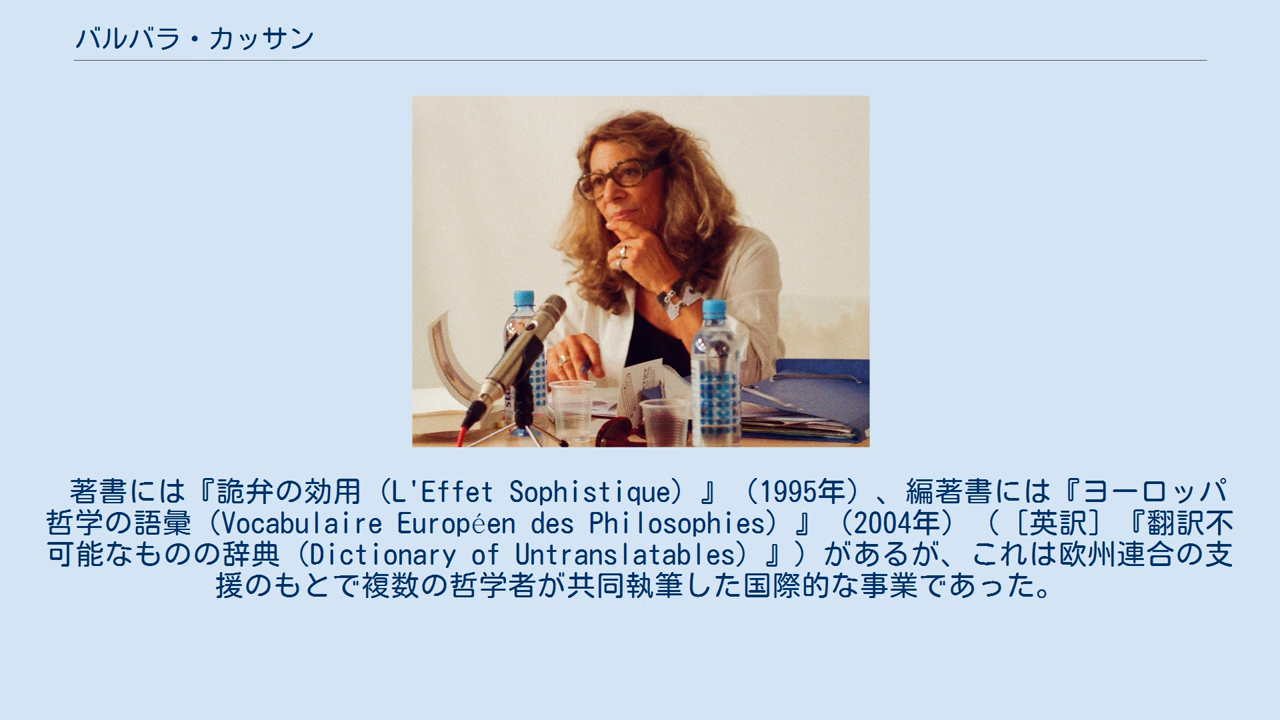 バルバラ・カッサン
著書には『詭弁の効用（L'Effet Sophistique）』（1995年）、編著書には『ヨーロッパ
哲学の語彙（Vocabulaire Européen des Philosophies）』（2004年）（［英訳］『翻訳不
可能なものの辞典（Dictionary of Untranslatables）』）があるが、これは欧州連合の支
援のもとで複数の哲学者が共同執筆した国際的な事業であった。